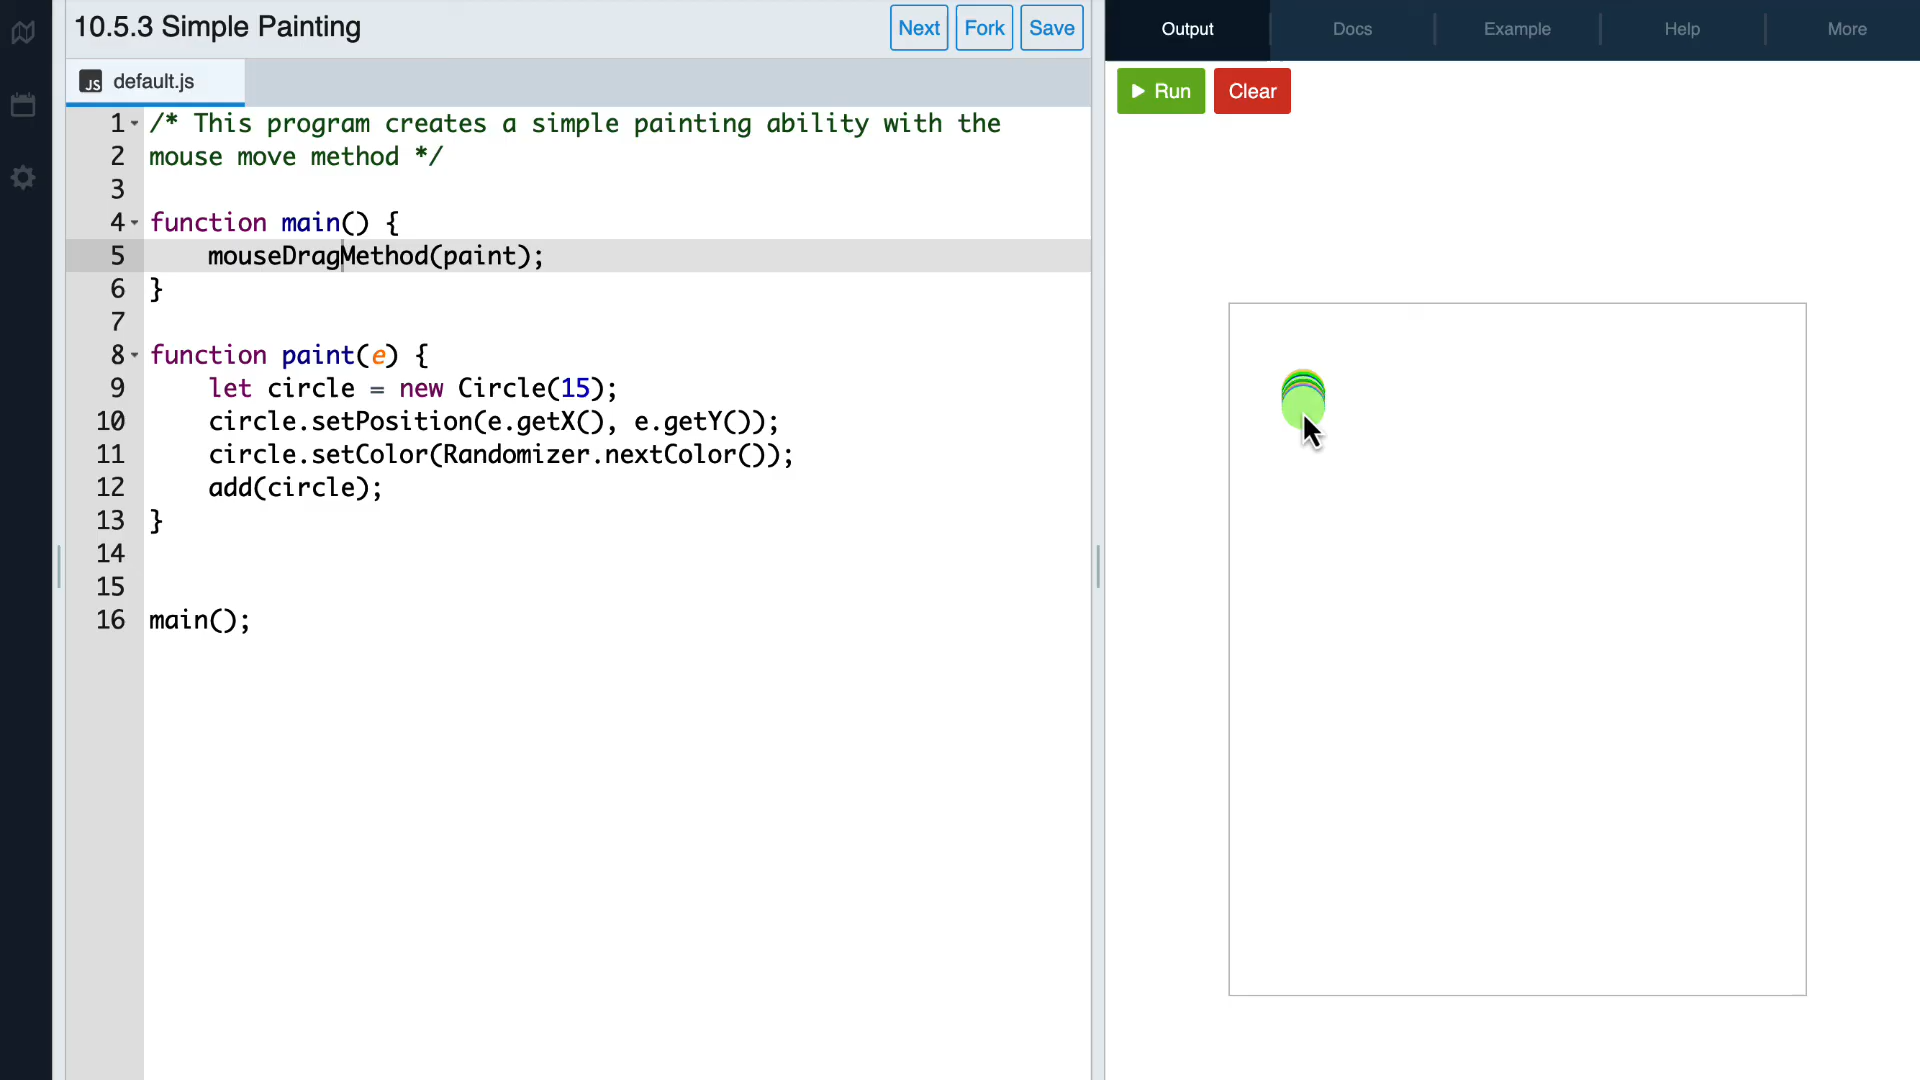 10.5.3 Simple Painting
Next
Fork
Save
Output
Docs
Example
Help
More
JS default.js
Run
Clear
1 /* This program creates a simple painting ability with the
2 mouse move method */
3
4 function main() {
5     mouseDragMethod(paint);
6 }
7
8 function paint(e) {
9     let circle = new Circle(15);
10     circle.setPosition(e.getX(), e.getY());
11     circle.setColor(Randomizer.nextColor());
12     add(circle);
13 }
14
15
16 main();